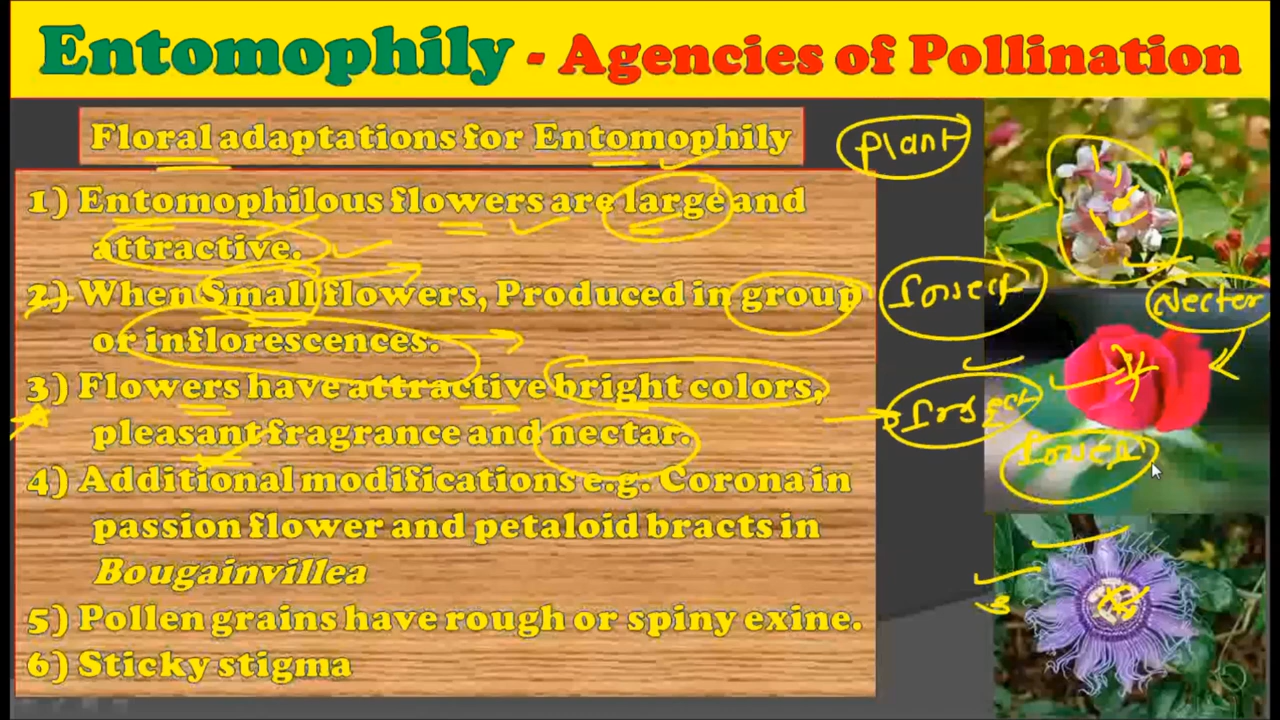 Entomophily - Agencies of Pollination
Floral adaptations for Entomophily
plant
1) Entomophilous flowers are large and
attractive.
2) When Small flowers, Produced in group
or inflorescences.
Insect
Necter
3) Flowers have attractive bright colors,
pleasant fragrance and nectar.
Insect
Insect
4) Additional modifications e.g. Corona in
passion flower and petaloid bracts in
Bougainvillea
5) Pollen grains have rough or spiny exine.
6) Sticky stigma